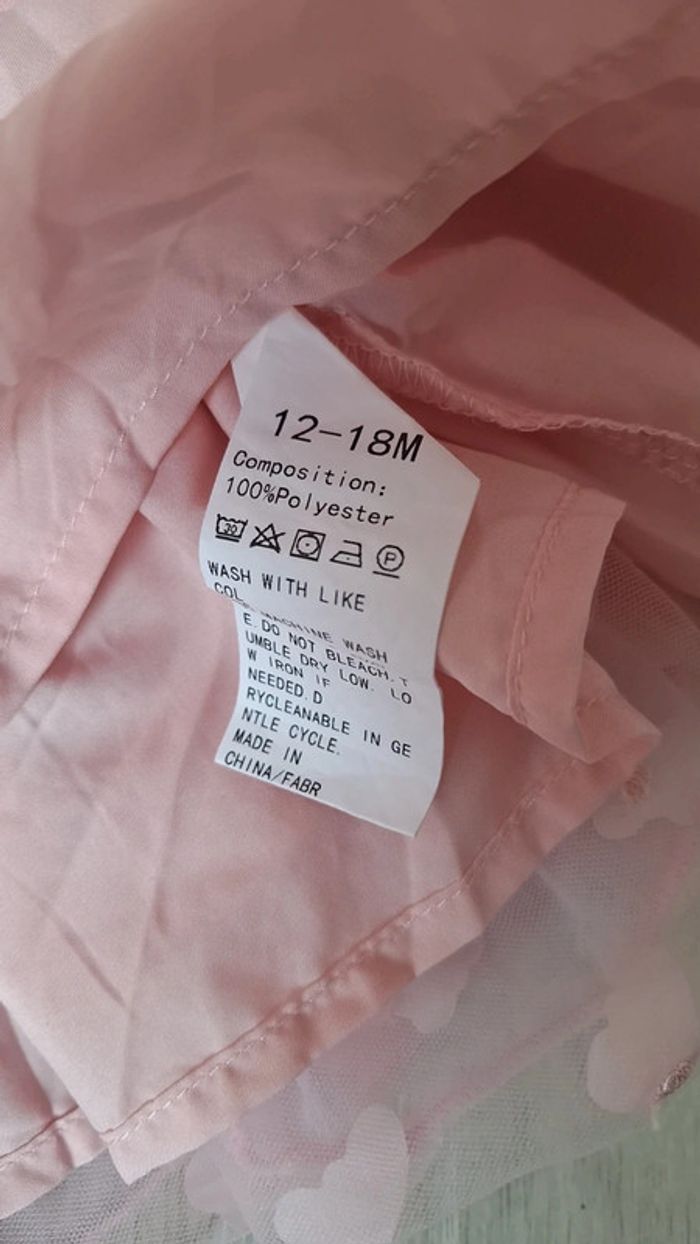 12-18M
Composition:
100%Polyester
30 P
WASH WITH LIKE
COL
MACHINE WASH
E. DO NOT BLEACH. T
UMBLE DRY LOW. LO
W IRON IF
NEEDED. D
RYCLEANABLE IN GE
NTLE CYCLE.
MADE IN
CHINA/FABR